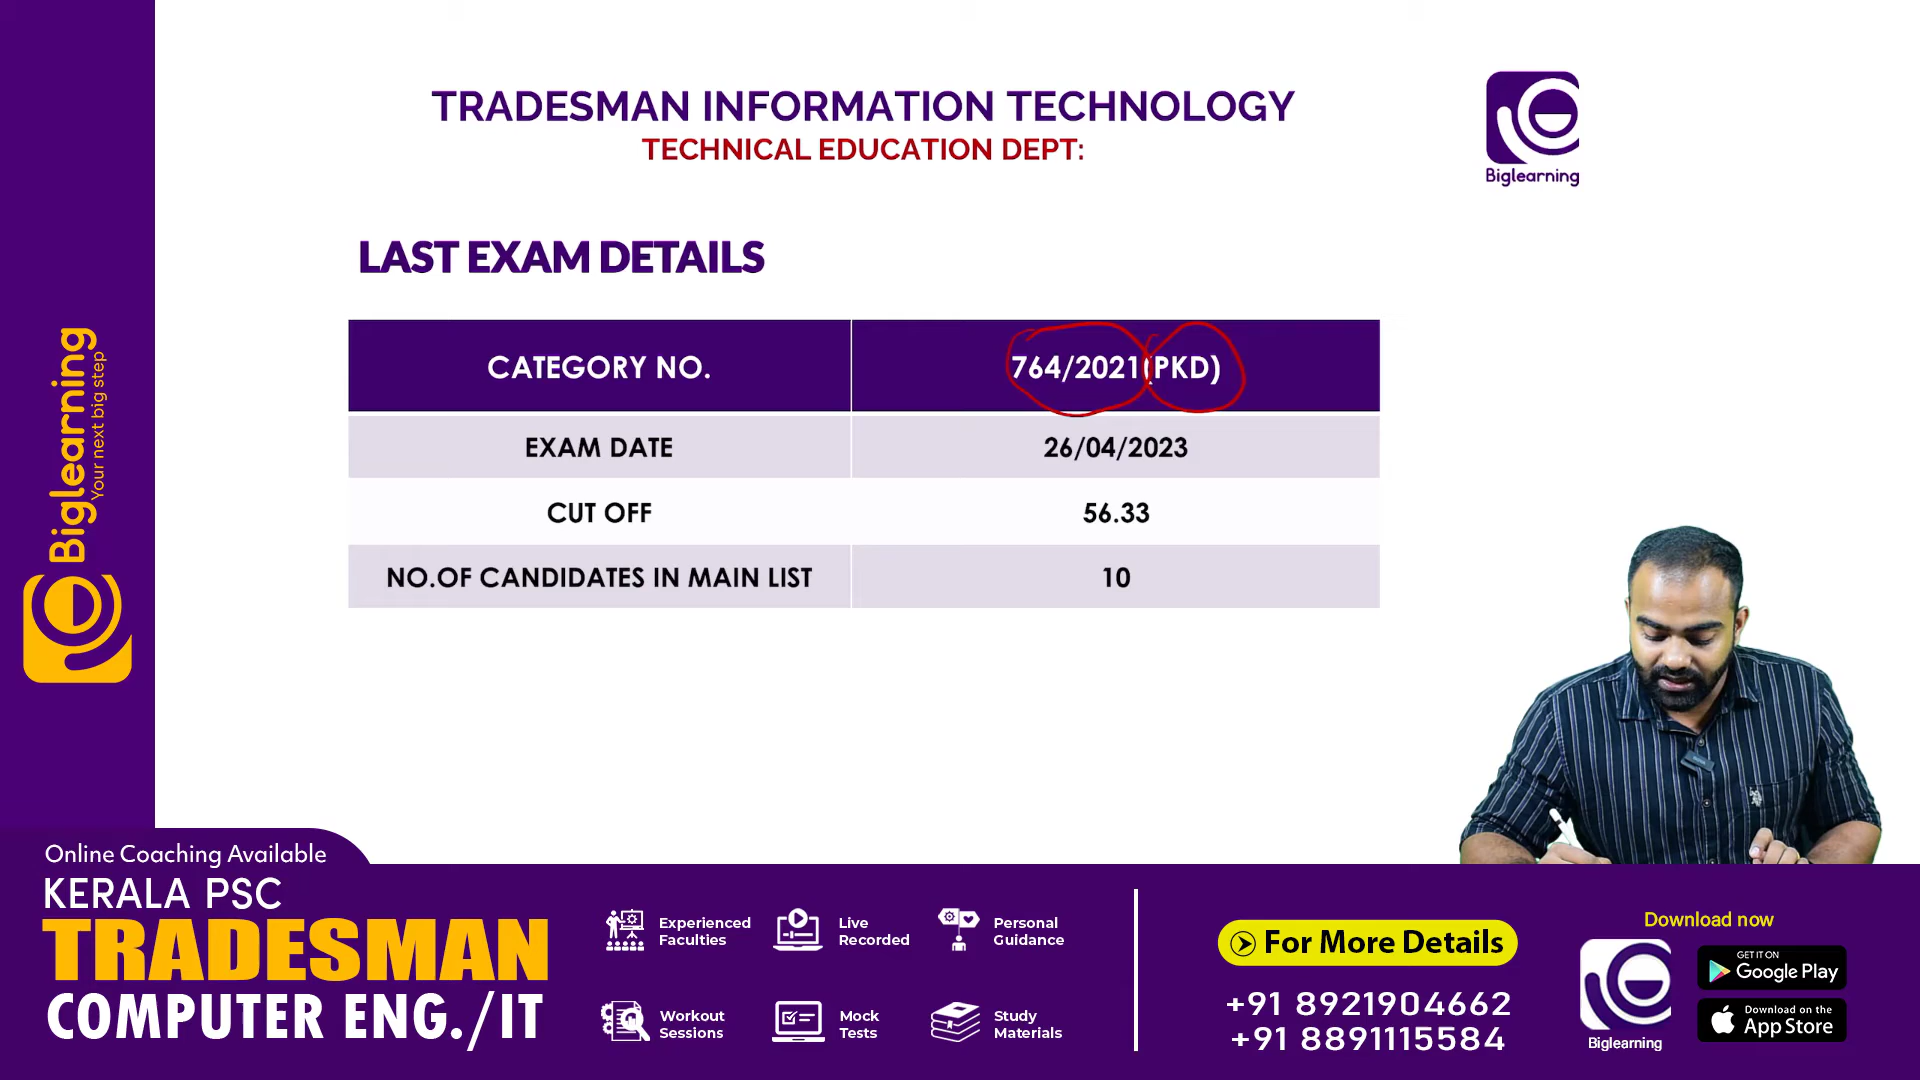 TRADESMAN INFORMATION TECHNOLOGY
TECHNICAL EDUCATION DEPT:
Biglearning
LAST EXAM DETAILS
CATEGORY NO. 764/2021(PKD)
EXAM DATE 26/04/2023
CUT OFF 56.33
NO.OF CANDIDATES IN MAIN LIST 10
Biglearning
Your next big step
Online Coaching Available
KERALA PSC
TRADESMAN
COMPUTER ENG./IT
Experienced
Faculties
Live
Recorded
Personal
Guidance
Workout
Sessions
Mock
Tests
Study
Materials
For More Details
+91 8921904662
+91 8891115584
Download now
Biglearning
GET IT ON
Google Play
Download on the
App Store